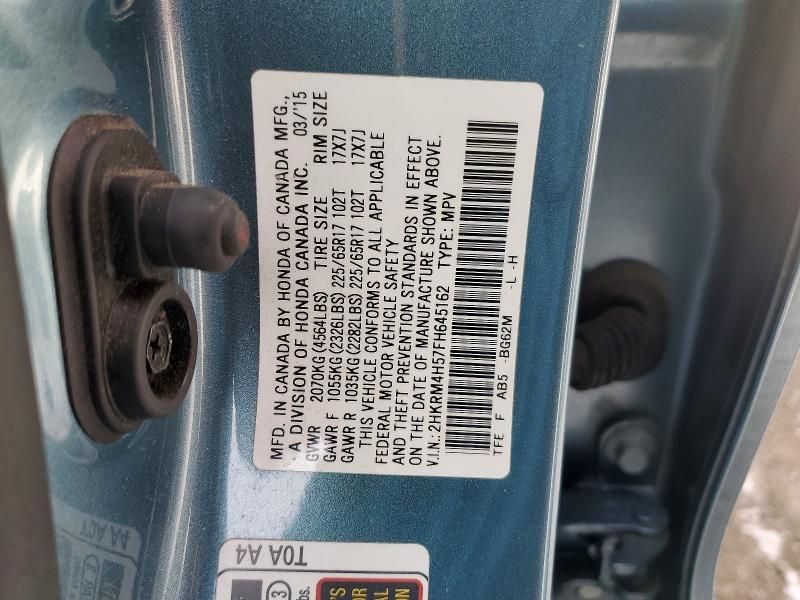 MFD. IN CANADA BY HONDA OF CANADA MFG.,
-A DIVISION OF HONDA CANADA INC. 03/'15
GVWR 2070KG(4564LBS) TIRE SIZE RIM SIZE
GAWR F 1055KG(2326LBS) 225/65R17 102T 17X7J
GAWR R 1035KG(2282LBS) 225/65R17 102T 17X7J
THIS VEHICLE CONFORMS TO ALL APPLICABLE
FEDERAL MOTOR VEHICLE SAFETY
AND THEFT PREVENTION STANDARDS IN EFFECT
ON THE DATE OF MANUFACTURE SHOWN ABOVE.
V.I.N.: 2HKRM4H57FH645162 TYPE: MPV
TFE F AB5 -BG62M -L -H
T0A A4